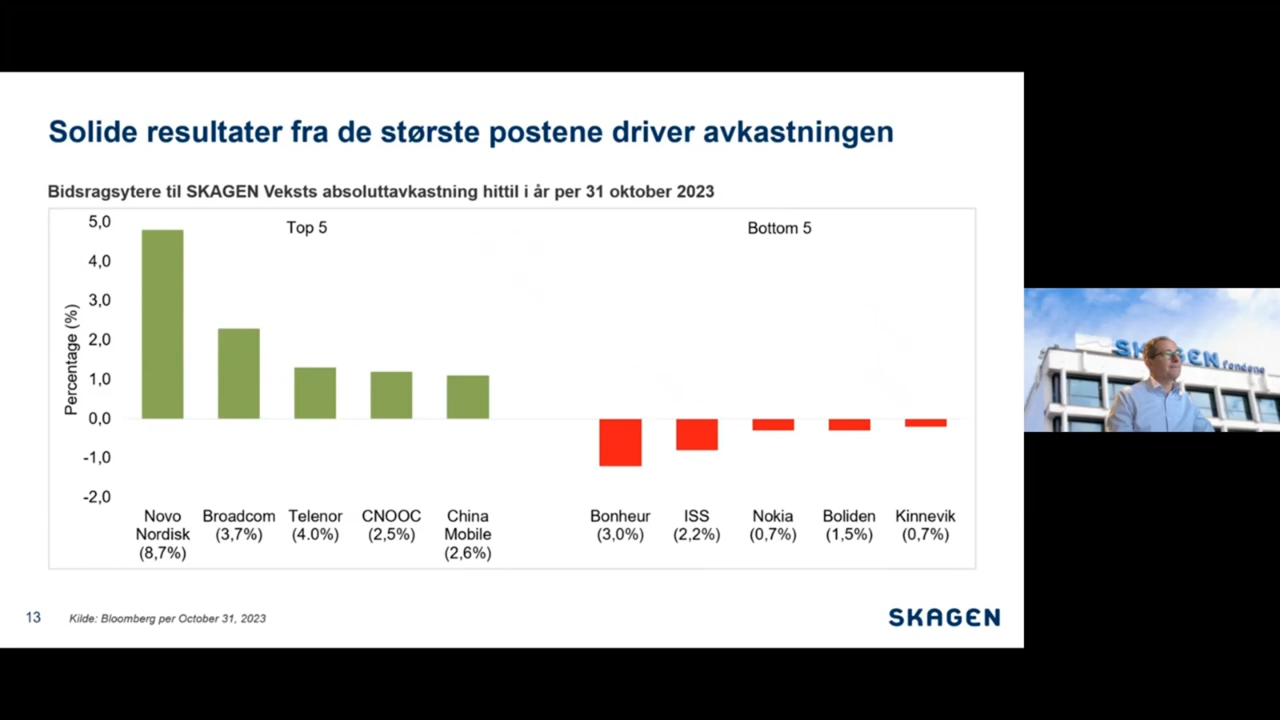 Solide resultater fra de største postene driver avkastningen
Bidsragsytere til SKAGEN Veksts absoluttavkastning hittil i år per 31 oktober 2023
Top 5
Bottom 5
Percentage (%)
5,0
4,0
3,0
2,0
1,0
0,0
-1,0
-2,0
Novo
Nordisk
(8,7%)
Broadcom
(3,7%)
Telenor
(4.0%)
CNOOC
(2,5%)
China
Mobile
(2,6%)
Bonheur
(3,0%)
ISS
(2,2%)
Nokia
(0,7%)
Boliden
(1,5%)
Kinnevik
(0,7%)
13
Kilde: Bloomberg per October 31, 2023
SKAGEN
SKAGEN fondene